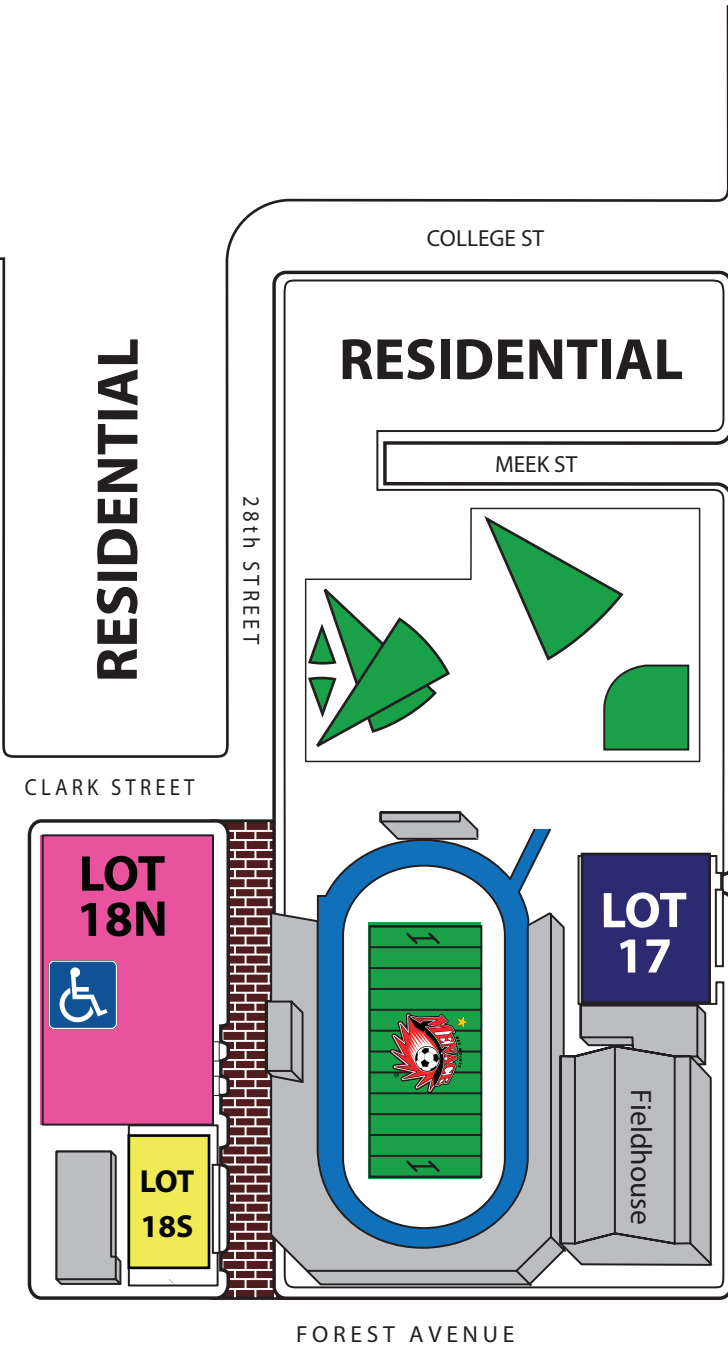 COLLEGE ST
RESIDENTIAL
RESIDENTIAL
MEEK ST
28th STREET
CLARK STREET
LOT
18N
LOT
17
MENACE
Fieldhouse
LOT
18S
FOREST AVENUE